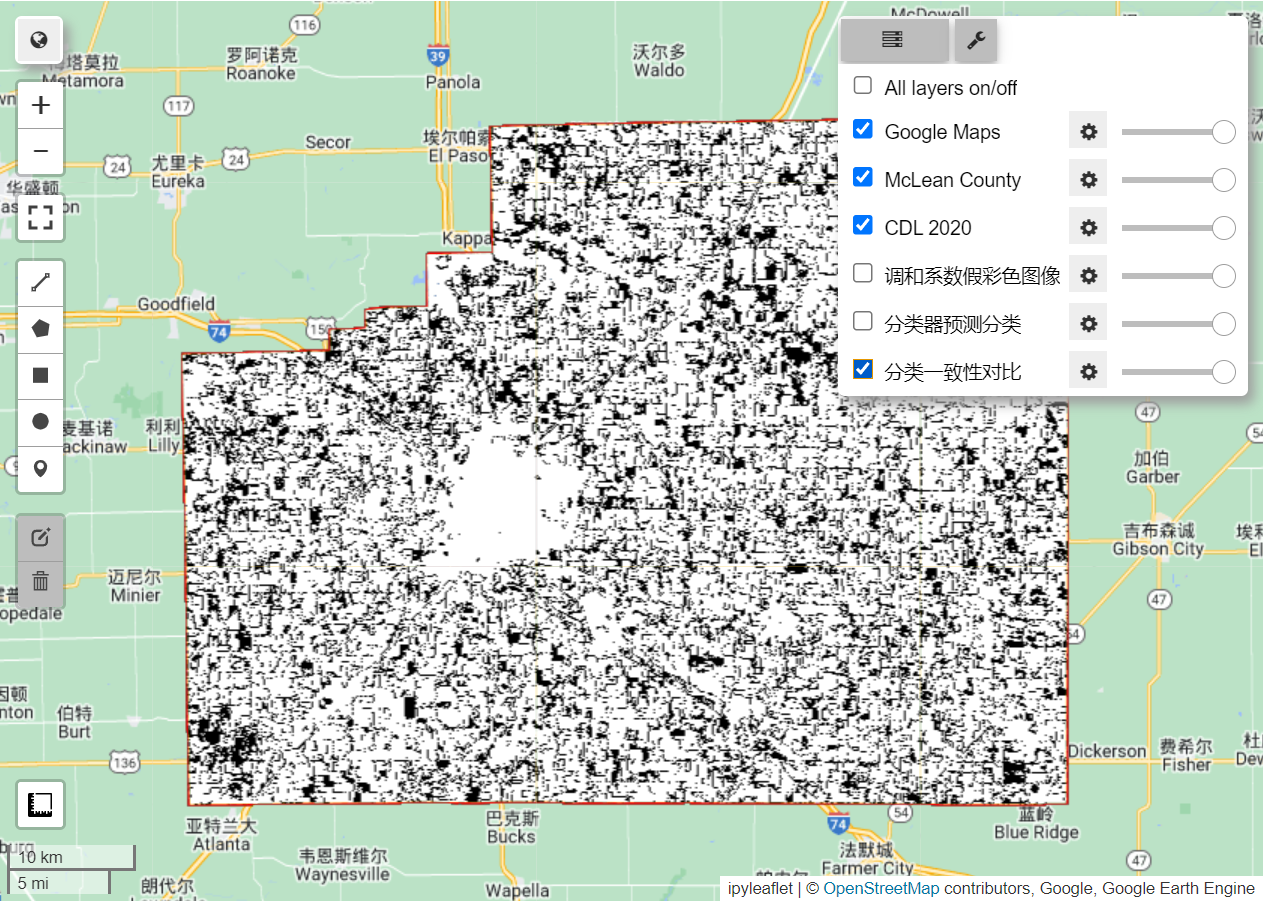 116
McDowell
罗阿诺克
Roanoke
39
Panola
沃尔多
Waldo
All layers on/off
Google Maps
McLean County
CDL 2020
调和系数假彩色图像
分类器预测分类
分类一致性对比
塔莫拉
Metamora
117
24
尤里卡
Eureka
24
Secor
埃尔帕索
El Paso
华盛顿
Kappa
Goodfield
74
150
麦基诺
ackinaw
利利
Lilly
47
54
加伯
Garber
吉布森诚
Gibson City
47
54
迈尼尔
Minier
opedale
因顿
nton
伯特
Burt
136
Dickerson
费希尔
Fisher
亚特兰大
Atlanta
巴克斯
Bucks
74
54
蓝岭
Blue Ridge
韦恩斯维尔
Waynesville
法默城
Farmer City
47
10 km
5 mi
朗代尔
Wapella
ipyleaflet | © OpenStreetMap contributors, Google, Google Earth Engine